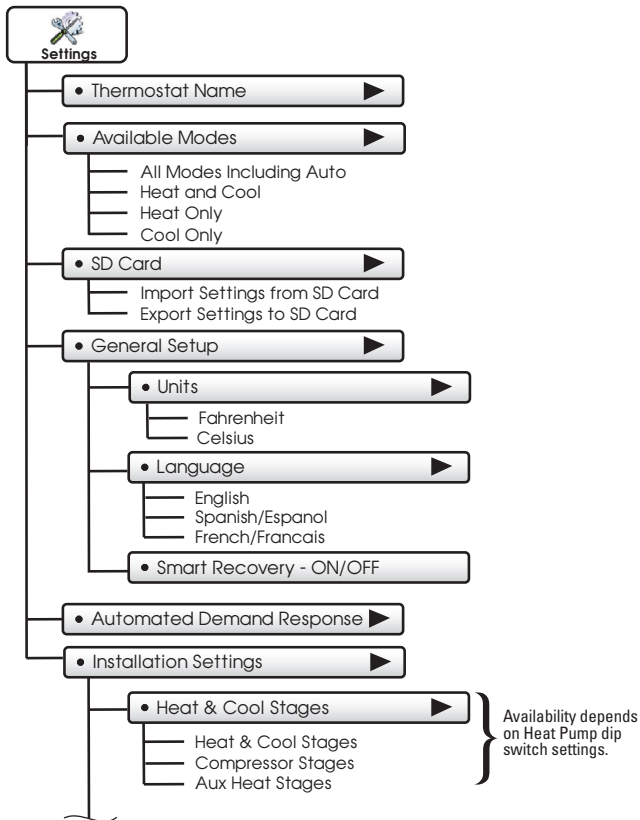 Settings
• Thermostat Name
• Available Modes
All Modes Including Auto
Heat and Cool
Heat Only
Cool Only
• SD Card
Import Settings from SD Card
Export Settings to SD Card
• General Setup
• Units
Fahrenheit
Celsius
• Language
English
Spanish/Espanol
French/Francais
• Smart Recovery - ON/OFF
• Automated Demand Response
• Installation Settings
• Heat & Cool Stages
Heat & Cool Stages
Compressor Stages
Aux Heat Stages
Availability depends
on Heat Pump dip
switch settings.